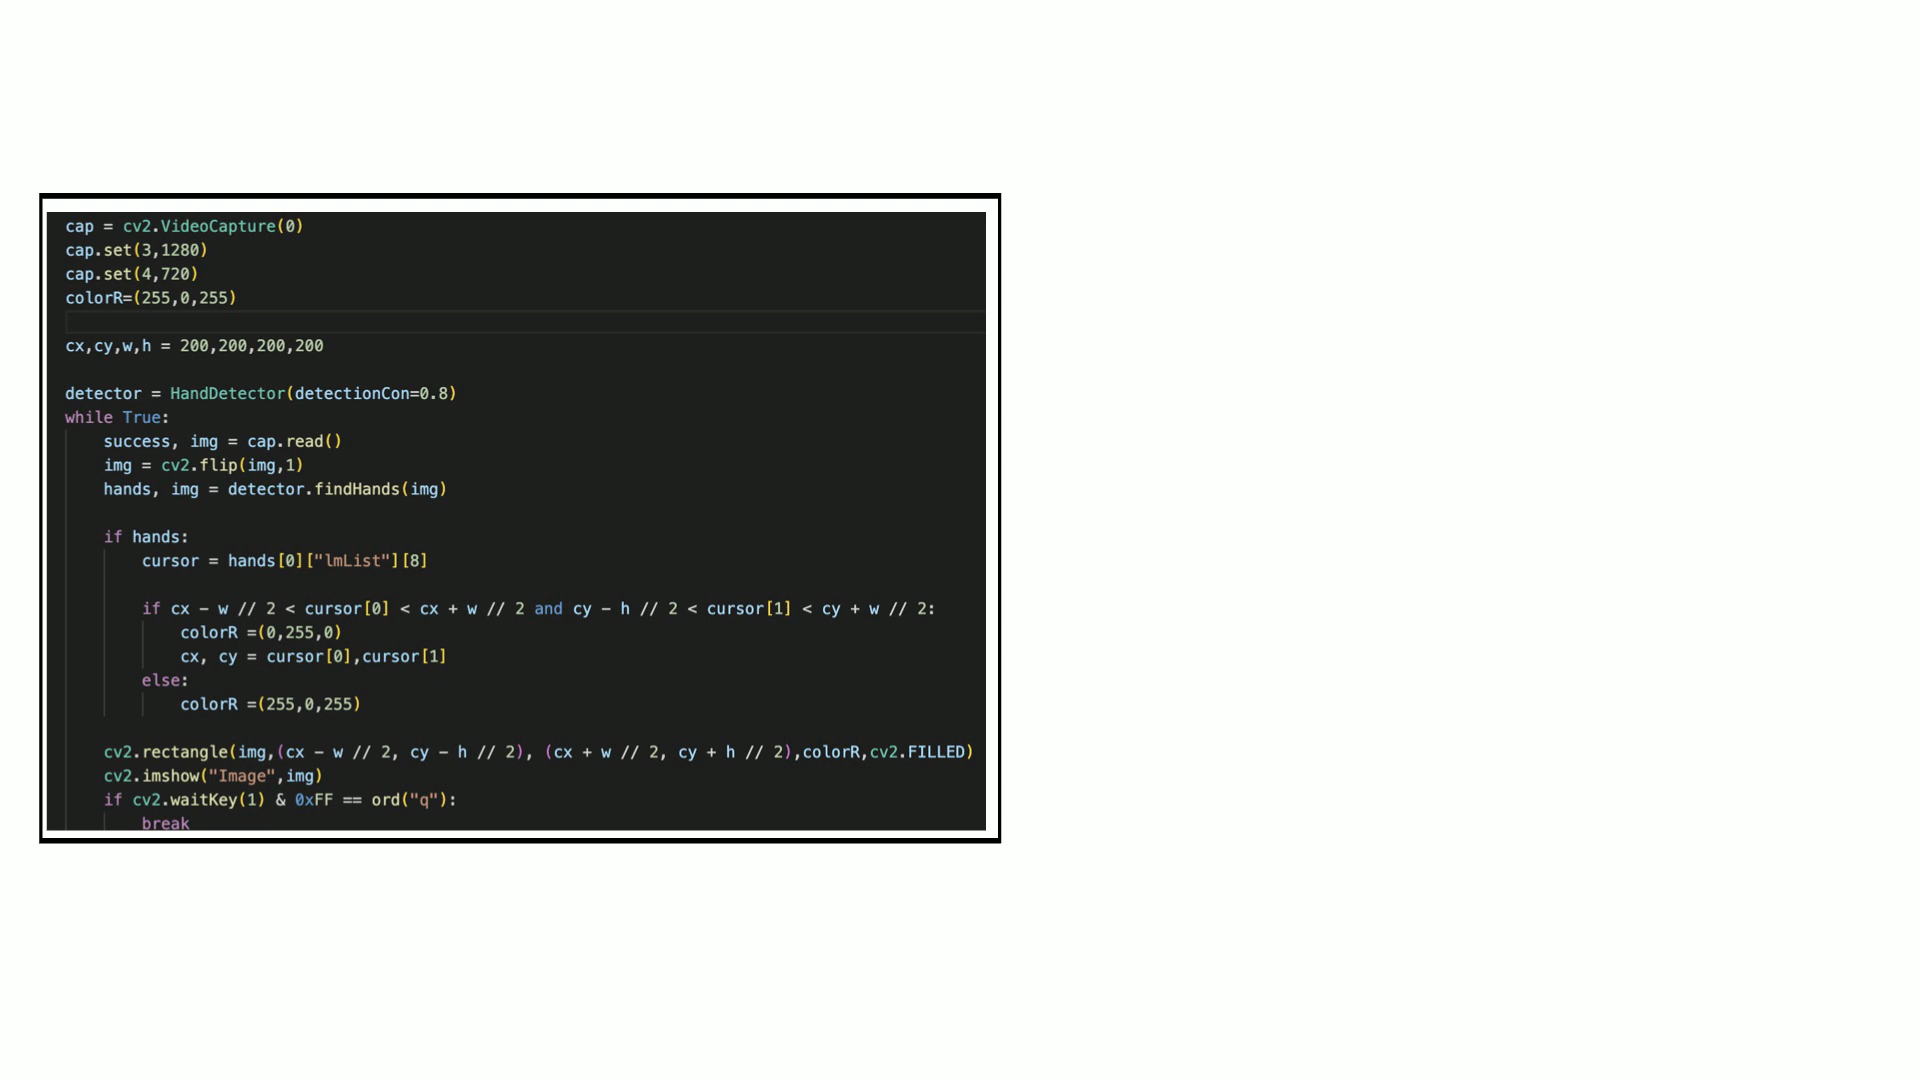 cap = cv2.VideoCapture(0)
cap.set(3,1280)
cap.set(4,720)
colorR=(255,0,255)
cx,cy,w,h = 200,200,200,200
detector = HandDetector(detectionCon=0.8)
while True:
    success, img = cap.read()
    img = cv2.flip(img,1)
    hands, img = detector.findHands(img)
    if hands:
        cursor = hands[0]["lmList"][8]
        if cx - w // 2 < cursor[0] < cx + w // 2 and cy - h // 2 < cursor[1] < cy + w // 2:
            colorR =(0,255,0)
            cx, cy = cursor[0],cursor[1]
        else:
            colorR =(255,0,255)
    cv2.rectangle(img,(cx - w // 2, cy - h // 2), (cx + w // 2, cy + h // 2),colorR,cv2.FILLED)
    cv2.imshow("Image",img)
    if cv2.waitKey(1) & 0xFF == ord("q"):
        break